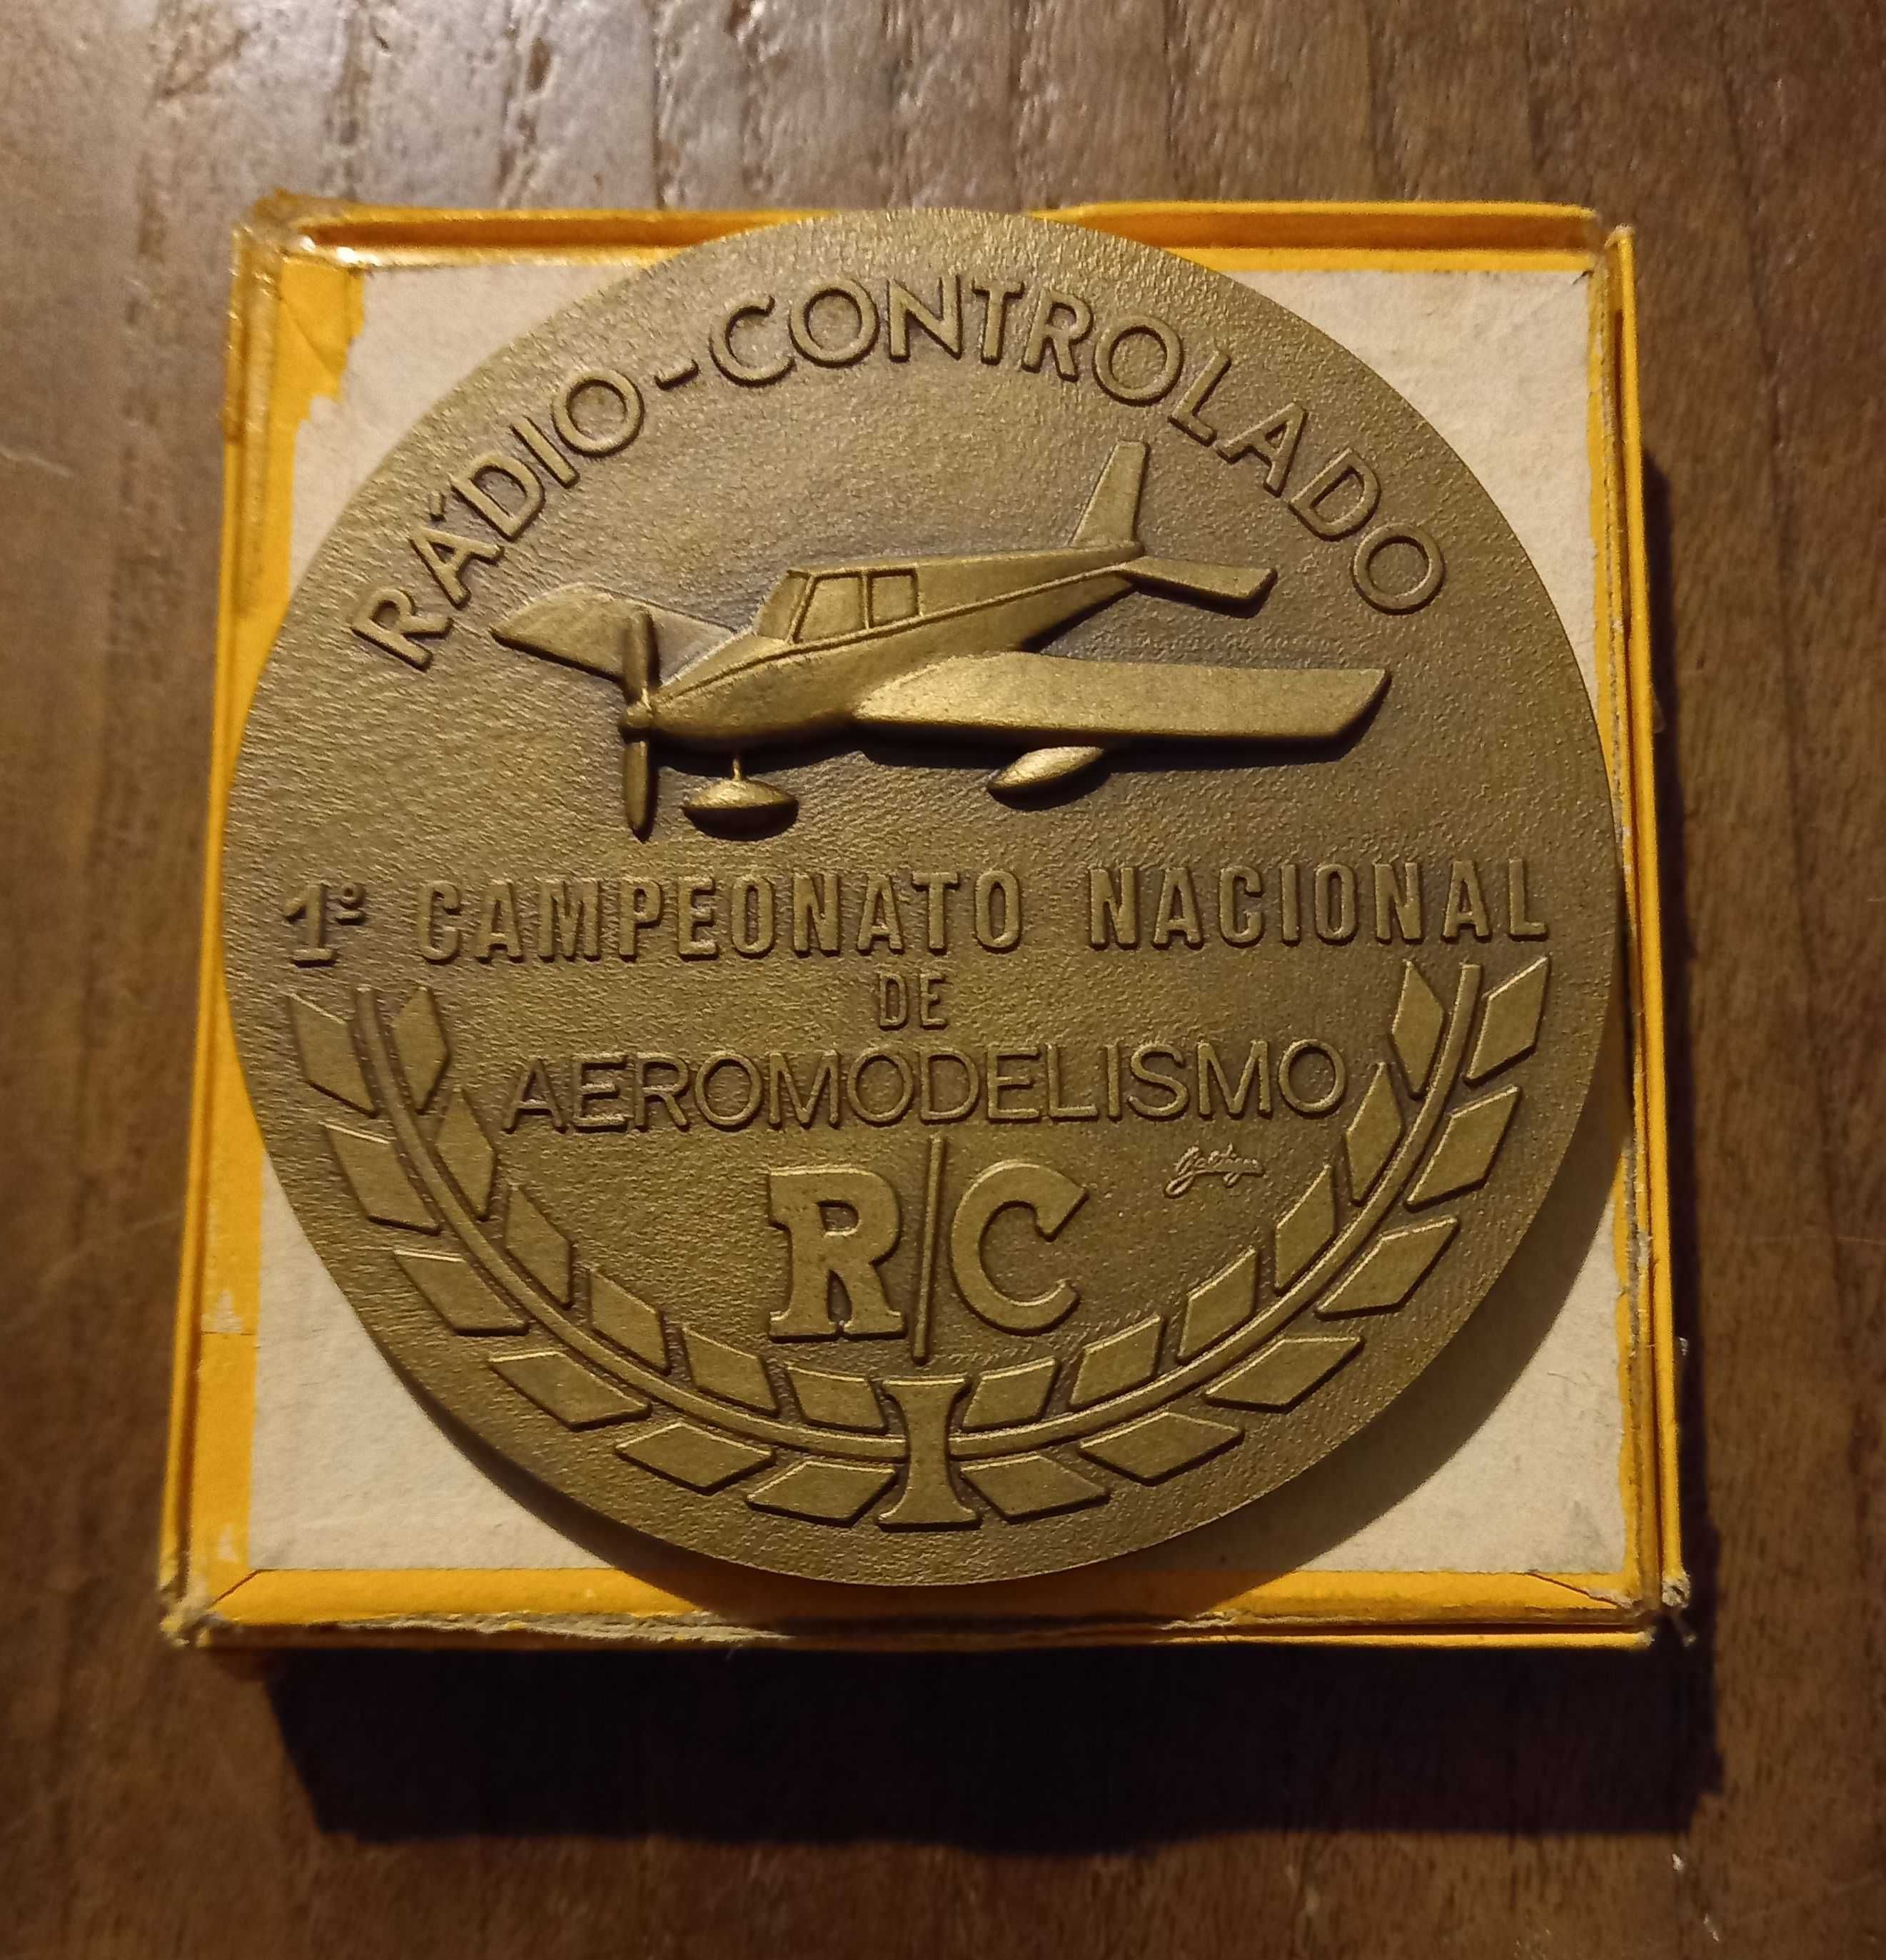 RÁDIO-CONTROLADO
1º CAMPEONATO NACIONAL
DE
AEROMODELISMO
R|C
I